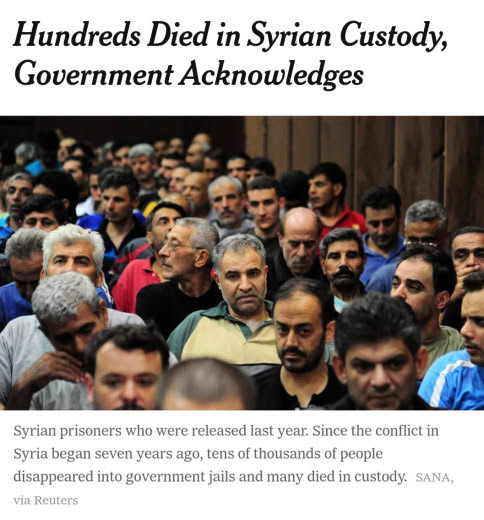 Hundreds Died in Syrian Custody,
Government Acknowledges
Syrian prisoners who were released last year. Since the conflict in
Syria began seven years ago, tens of thousands of people
disappeared into government jails and many died in custody. SANA,
via Reuters